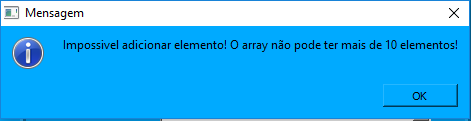 Mensagem
Impossivel adicionar elemento! O array não pode ter mais de 10 elementos!
OK